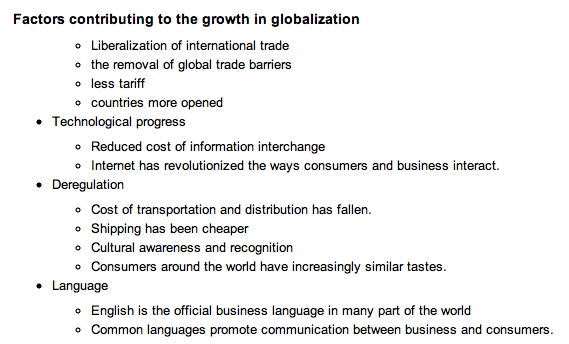 Factors contributing to the growth in globalization
Liberalization of international trade
the removal of global trade barriers
less tariff
countries more opened
Technological progress
Reduced cost of information interchange
Internet has revolutionized the ways consumers and business interact.
Deregulation
Cost of transportation and distribution has fallen.
Shipping has been cheaper
Cultural awareness and recognition
Consumers around the world have increasingly similar tastes.
Language
English is the official business language in many part of the world
Common languages promote communication between business and consumers.